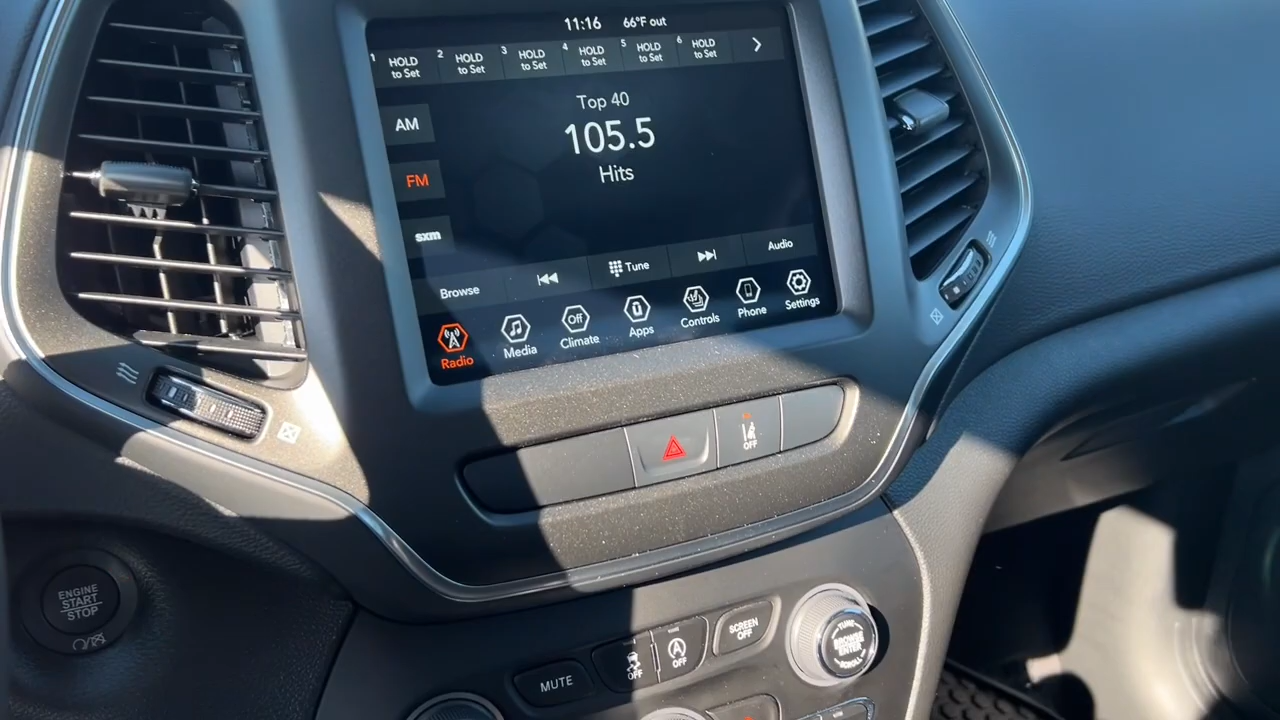 11:16 66°F out
1 HOLD to Set
2 HOLD to Set
3 HOLD to Set
4 HOLD to Set
5 HOLD to Set
6 HOLD to Set
AM
Top 40
105.5
Hits
FM
sxm
Browse
Tune
Audio
Radio
Media
Off
Climate
Apps
Controls
Phone
Settings
OFF
ENGINE
START
STOP
MUTE
OFF
A
OFF
SCREEN
OFF
TUNE
BROWSE
ENTER
SCROLL